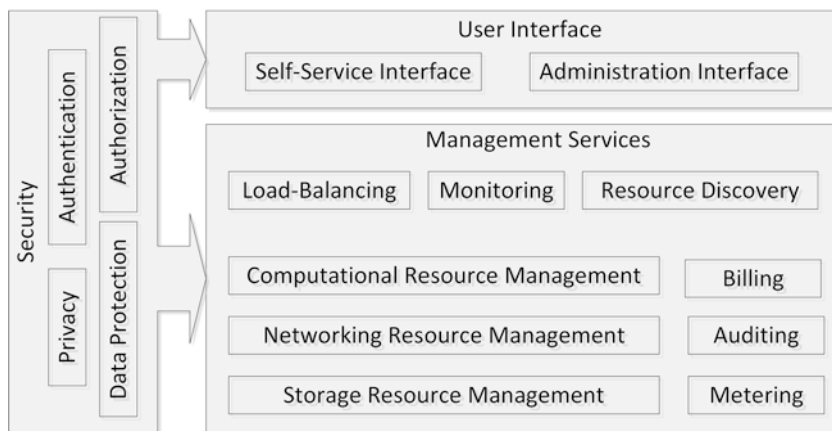 Security
Authentication
Authorization
Privacy
Data Protection
User Interface
Self-Service Interface
Administration Interface
Management Services
Load-Balancing
Monitoring
Resource Discovery
Computational Resource Management
Billing
Networking Resource Management
Auditing
Storage Resource Management
Metering